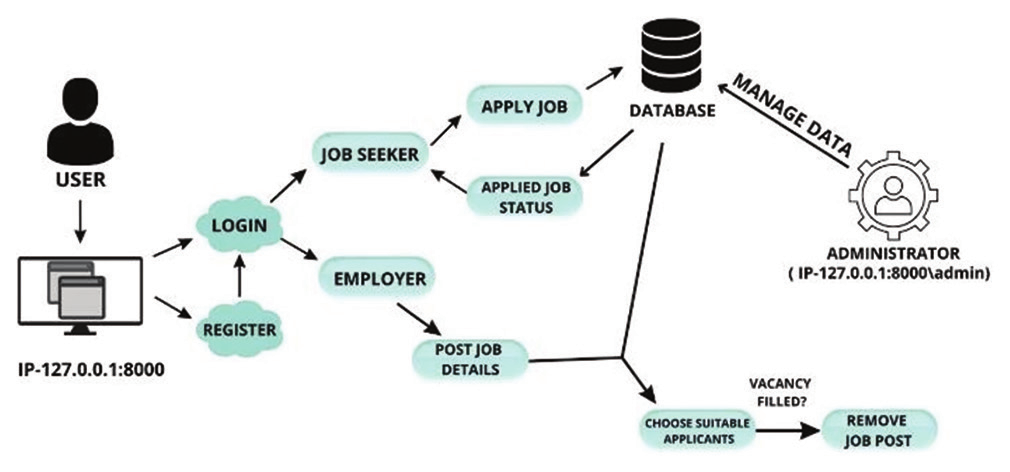 USER
IP-127.0.0.1:8000
LOGIN
REGISTER
JOB SEEKER
EMPLOYER
APPLY JOB
APPLIED JOB
STATUS
POST JOB
DETAILS
DATABASE
MANAGE DATA
ADMINISTRATOR
( IP-127.0.0.1:8000\admin)
CHOOSE SUITABLE
APPLICANTS
VACANCY
FILLED?
REMOVE
JOB POST